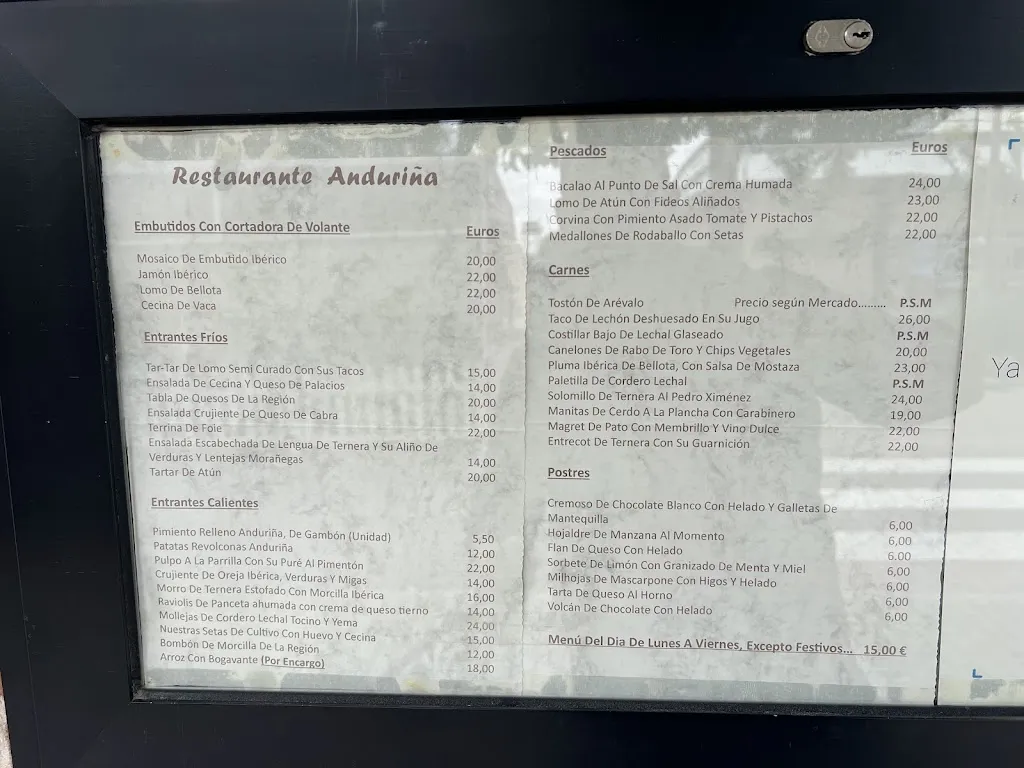 Restaurante Anduriña
Embutidos Con Cortadora De Volante Euros
Mosaico De Embutido Ibérico 20,00
Jamón Ibérico 22,00
Lomo De Bellota 22,00
Cecina De Vaca 20,00
Entrantes Fríos
Tar-Tar De Lomo Semi Curado Con Sus Tacos 15,00
Ensalada De Cecina Y Queso De Palacios 14,00
Tabla De Quesos De La Región 20,00
Ensalada Crujiente De Queso De Cabra 14,00
Terrina De Foie 22,00
Ensalada Escabechada De Lengua De Ternera Y Su Aliño De
Verduras Y Lentejas Morañegas 14,00
Tartar De Atún 20,00
Entrantes Calientes
Pimiento Relleno Anduriña, De Gambón (Unidad) 5,50
Patatas Revolconas Anduriña 12,00
Pulpo A La Parrilla Con Su Puré Al Pimentón 22,00
Crujiente De Oreja Ibérica, Verduras Y Migas 14,00
Morro De Ternera Estofado Con Morcilla Ibérica 16,00
Raviolis De Panceta ahumada con crema de queso tierno 14,00
Mollejas De Cordero Lechal Tocino Y Yema 24,00
Nuestras Setas De Cultivo Con Huevo Y Cecina 15,00
Bombón De Morcilla De La Región 12,00
Arroz Con Bogavante (Por Encargo) 18,00
Pescados Euros
Bacalao Al Punto De Sal Con Crema Humada 24,00
Lomo De Atún Con Fideos Aliñados 23,00
Corvina Con Pimiento Asado Tomate Y Pistachos 22,00
Medallones De Rodaballo Con Setas 22,00
Carnes
Tostón De Arévalo Precio según Mercado......... P.S.M
Taco De Lechón Deshuesado En Su Jugo 26,00
Costillar Bajo De Lechal Glaseado P.S.M
Canelones De Rabo De Toro Y Chips Vegetales 20,00
Pluma Ibérica De Bellota, Con Salsa De Mostaza 23,00
Paletilla De Cordero Lechal P.S.M
Solomillo De Ternera Al Pedro Ximénez 24,00
Manitas De Cerdo A La Plancha Con Carabinero 19,00
Magret De Pato Con Membrillo Y Vino Dulce 22,00
Entrecot De Ternera Con Su Guarnición 22,00
Postres
Cremoso De Chocolate Blanco Con Helado Y Galletas De
Mantequilla 6,00
Hojaldre De Manzana Al Momento 6,00
Flan De Queso Con Helado 6.00
Sorbete De Limón Con Granizado De Menta Y Miel 6,00
Milhojas De Mascarpone Con Higos Y Helado 6,00
Tarta De Queso Al Horno 6,00
Volcán De Chocolate Con Helado 6,00
Menú Del Dia De Lunes A Viernes, Excepto Festivos... 15,00 €
Ya